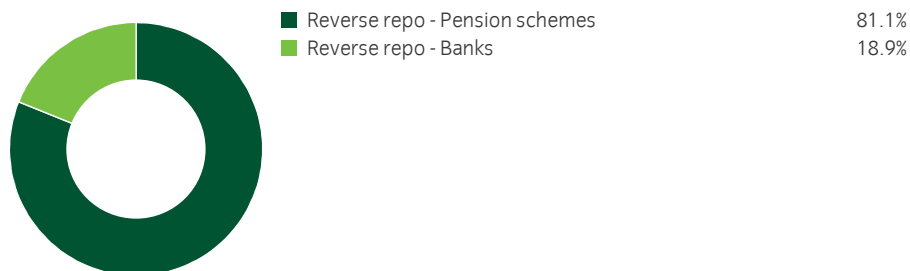 Reverse repo - Pension schemes 81.1%
Reverse repo - Banks 18.9%